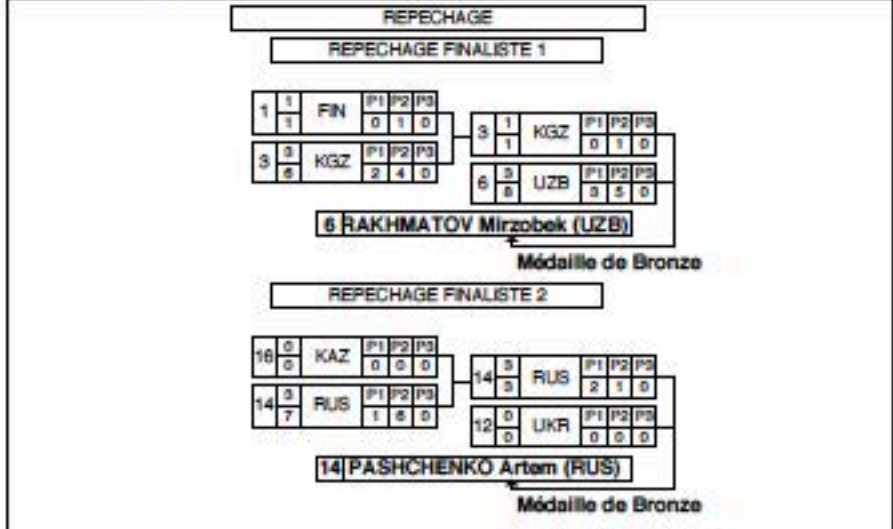 REPECHAGE
REPECHAGE FINALISTE 1
1 1 FIN P1 P2 P3
1 0 1 0
3 1 KGZ P1 P2 P3
1 0 1 0
3 3 KGZ P1 P2 P3
6 2 4 0
6 3 UZB P1 P2 P3
8 3 5 0
6 RAKHMATOV Mirzobek (UZB)
Médaille de Bronze
REPECHAGE FINALISTE 2
16 0 KAZ P1 P2 P3
0 0 0 0
14 3 RUS P1 P2 P3
3 2 1 0
14 3 RUS P1 P2 P3
7 1 6 0
12 0 UKR P1 P2 P3
0 0 0 0
14 PASHCHENKO Artem (RUS)
Médaille de Bronze